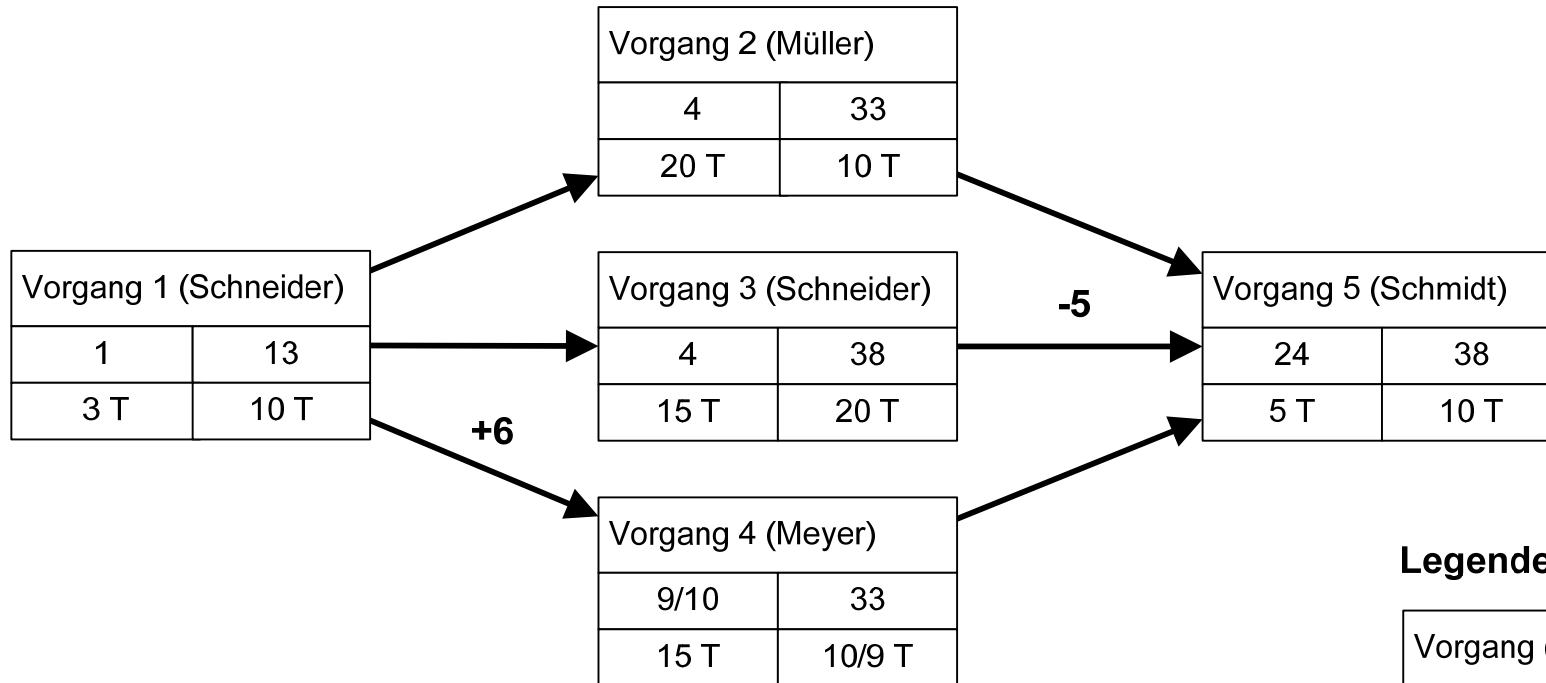 Vorgang 2 (Müller)
4 33
20 T 10 T
Vorgang 1 (Schneider)
1 13
3 T 10 T
Vorgang 3 (Schneider)
4 38
15 T 20 T
-5
+6
Vorgang 5 (Schmidt)
24 38
5 T 10 T
Vorgang 4 (Meyer)
9/10 33
15 T 10/9 T
Legende
Vorgang